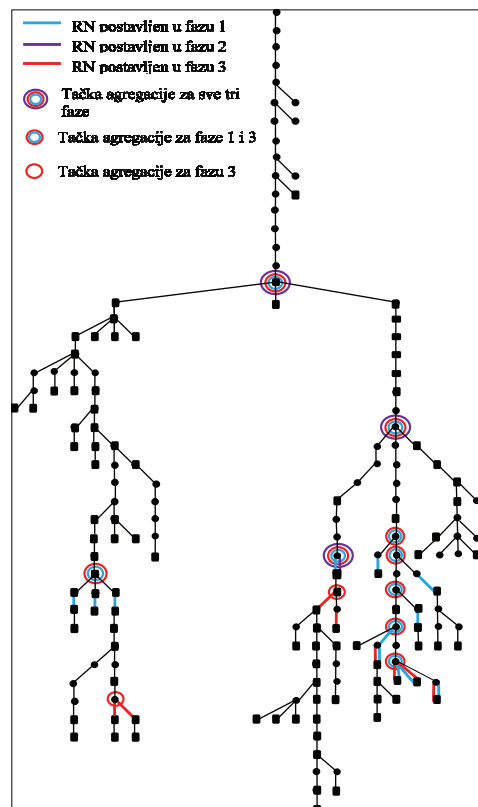 RN postavljen u fazu 1
RN postavljen u fazu 2
RN postavljen u fazu 3
Tačka agregacije za sve tri
faze
Tačka agregacije za faze 1 i 3
Tačka agregacije za fazu 3